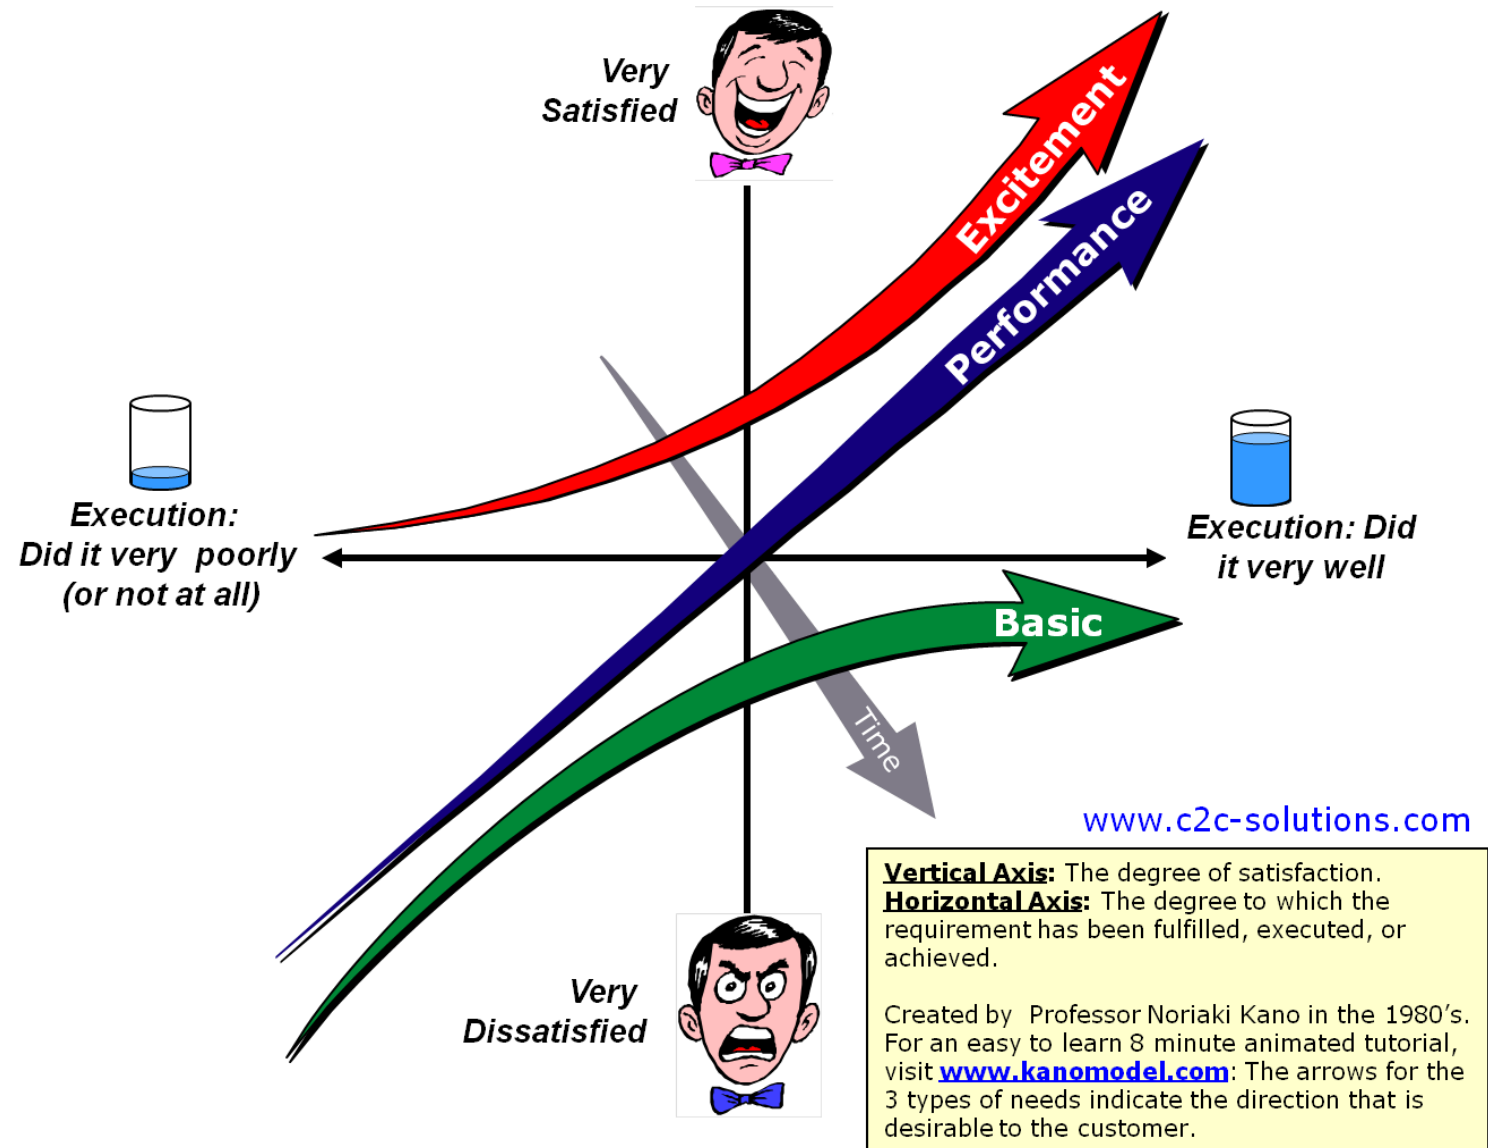 Very
Satisfied
Excitement
Performance
Execution:
Did it very poorly
(or not at all)
Execution: Did
it very well
Basic
Time
www.c2c-solutions.com
Very
Dissatisfied
Vertical Axis: The degree of satisfaction.
Horizontal Axis: The degree to which the
requirement has been fulfilled, executed, or
achieved.
Created by Professor Noriaki Kano in the 1980’s.
For an easy to learn 8 minute animated tutorial,
visit www.kanomodel.com: The arrows for the
3 types of needs indicate the direction that is
desirable to the customer.